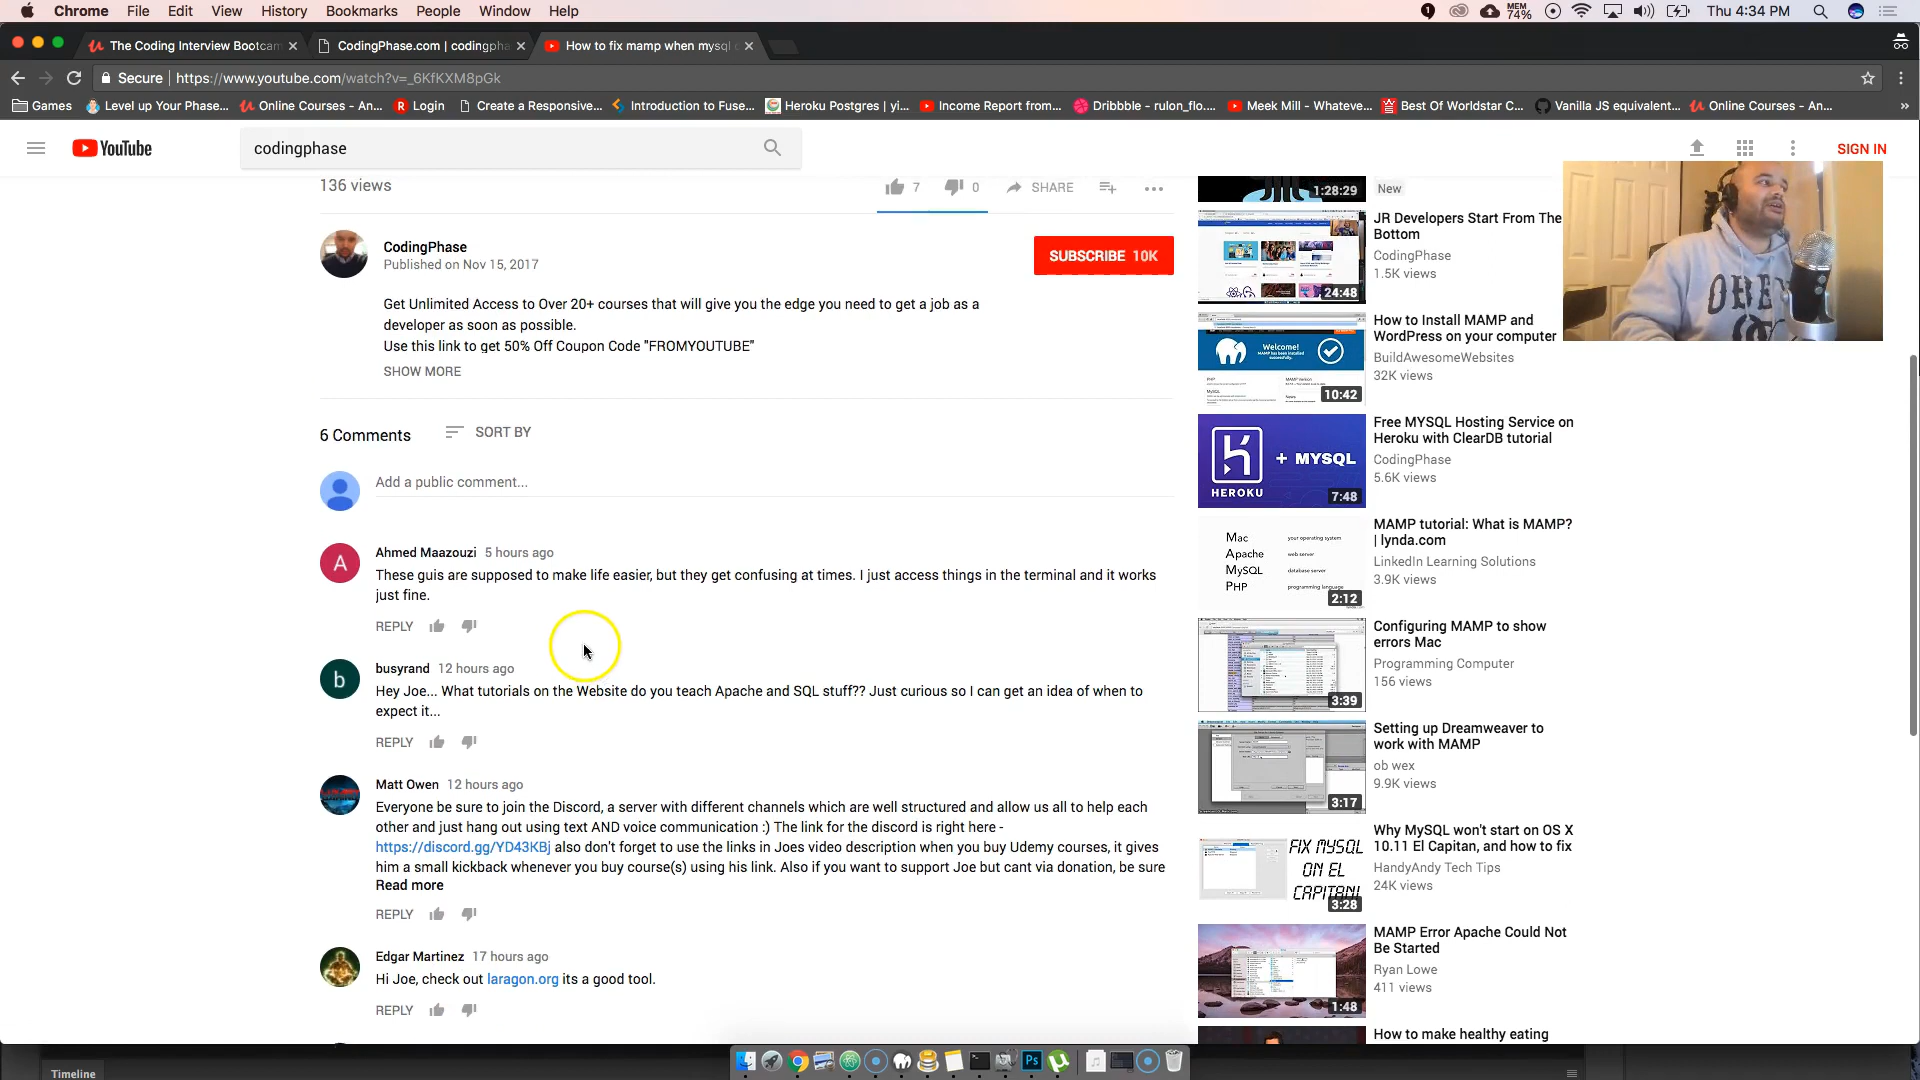 Chrome File Edit View History Bookmarks People Window Help
MEM 74% Thu 4:34 PM
The Coding Interview Bootcam
CodingPhase.com | codingpha
How to fix mamp when mysql
Secure | https://www.youtube.com/watch?v=_6KfKXM8pGk
Games Level up Your Phase... Online Courses - An... Login Create a Responsive... Introduction to Fuse... Heroku Postgres | yi... Income Report from... Dribbble - rulon_flo.... Meek Mill - Whateve... Best Of Worldstar C... Vanilla JS equivalent... Online Courses - An...
YouTube
codingphase
SIGN IN
136 views
7 0 SHARE
CodingPhase
Published on Nov 15, 2017
SUBSCRIBE 10K
Get Unlimited Access to Over 20+ courses that will give you the edge you need to get a job as a
developer as soon as possible.
Use this link to get 50% Off Coupon Code "FROMYOUTUBE"
SHOW MORE
6 Comments SORT BY
Add a public comment...
A
Ahmed Maazouzi 5 hours ago
These guis are supposed to make life easier, but they get confusing at times. I just access things in the terminal and it works
just fine.
REPLY
b
busyrand 12 hours ago
Hey Joe... What tutorials on the Website do you teach Apache and SQL stuff?? Just curious so I can get an idea of when to
expect it...
REPLY
Matt Owen 12 hours ago
Everyone be sure to join the Discord, a server with different channels which are well structured and allow us all to help each
other and just hang out using text AND voice communication :) The link for the discord is right here -
https://discord.gg/YD43KBj also don't forget to use the links in Joes video description when you buy Udemy courses, it gives
him a small kickback whenever you buy course(s) using his link. Also if you want to support Joe but cant via donation, be sure
Read more
REPLY
Edgar Martinez 17 hours ago
Hi Joe, check out laragon.org its a good tool.
REPLY
1:28:29
New
JR Developers Start From The
Bottom
CodingPhase
1.5K views
24:48
How to Install MAMP and
WordPress on your computer
BuildAwesomeWebsites
32K views
Welcome!
10:42
Free MYSQL Hosting Service on
Heroku with ClearDB tutorial
CodingPhase
5.6K views
+ MYSQL
HEROKU
7:48
MAMP tutorial: What is MAMP?
| lynda.com
LinkedIn Learning Solutions
3.9K views
Mac your operating system
Apache web server
MySQL database server
PHP programming language
2:12
Configuring MAMP to show
errors Mac
Programming Computer
156 views
3:39
Setting up Dreamweaver to
work with MAMP
ob wex
9.9K views
3:17
Why MySQL won't start on OS X
10.11 El Capitan, and how to fix
HandyAndy Tech Tips
24K views
FIX MYSQL
ON EL
CAPITAN!
3:28
MAMP Error Apache Could Not
Be Started
Ryan Lowe
411 views
1:48
How to make healthy eating
OBEY
Ps
Timeline